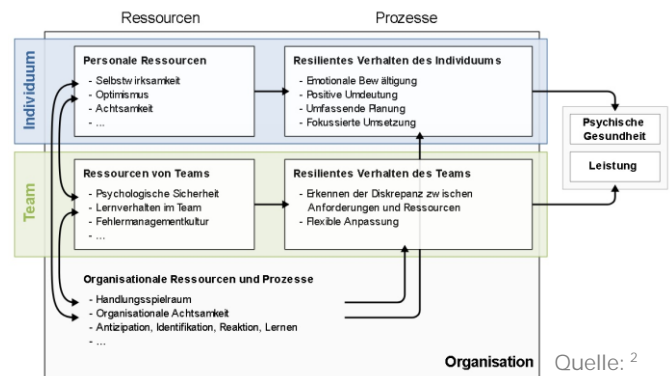 Ressourcen
Prozesse
Individuum
Personale Ressourcen
- Selbstwirksamkeit
- Optimismus
- Achtsamkeit
- ...
Resilientes Verhalten des Individuums
- Emotionale Bewältigung
- Positive Umdeutung
- Umfassende Planung
- Fokussierte Umsetzung
Psychische
Gesundheit
Leistung
Team
Ressourcen von Teams
- Psychologische Sicherheit
- Lernverhalten im Team
- Fehlermanagementkultur
- ...
Resilientes Verhalten des Teams
- Erkennen der Diskrepanz zwischen
Anforderungen und Ressourcen
- Flexible Anpassung
Organisationale Ressourcen und Prozesse
- Handlungsspielraum
- Organisationale Achtsamkeit
- Antizipation, Identifikation, Reaktion, Lernen
- ...
Organisation
Quelle: ²